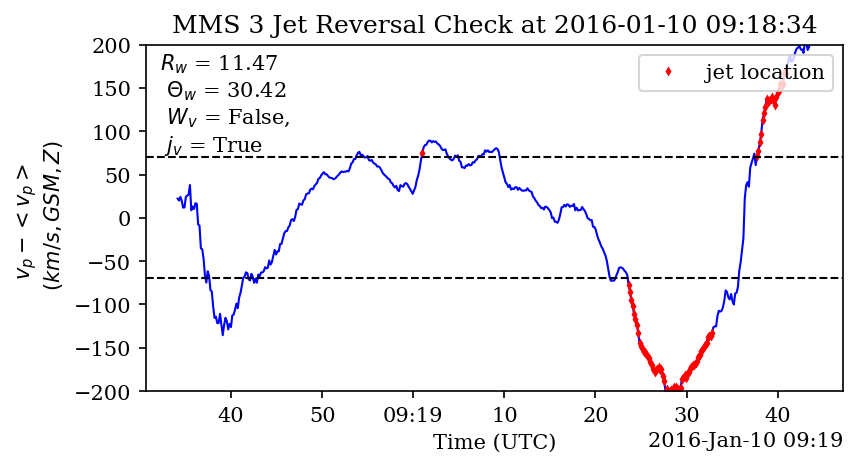 MMS 3 Jet Reversal Check at 2016-01-10 09:18:34
200
150
100
50
0
−50
−100
−150
−200
v_p − <v_p>
(km/s, GSM, Z)
R_w = 11.47
Θ_w = 30.42
W_v = False,
j_v = True
jet location
40 50 09:19 10 20 30 40
Time (UTC)
2016-Jan-10 09:19